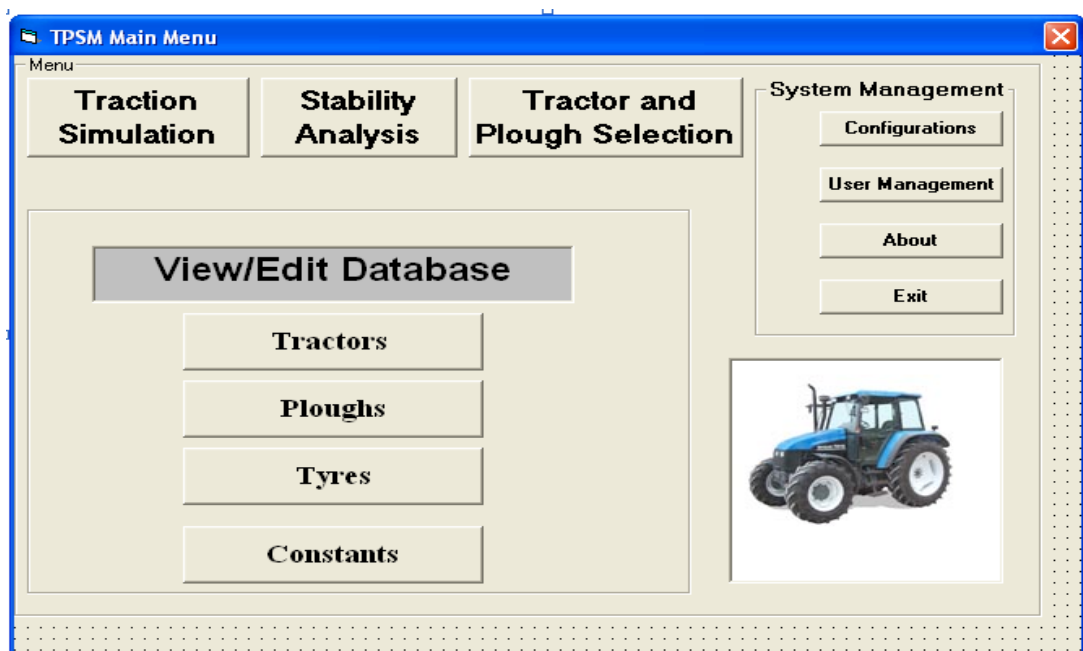 TPSM Main Menu
Menu
Traction
Simulation
Stability
Analysis
Tractor and
Plough Selection
System Management
Configurations
User Management
About
Exit
View/Edit Database
Tractors
Ploughs
Tyres
Constants